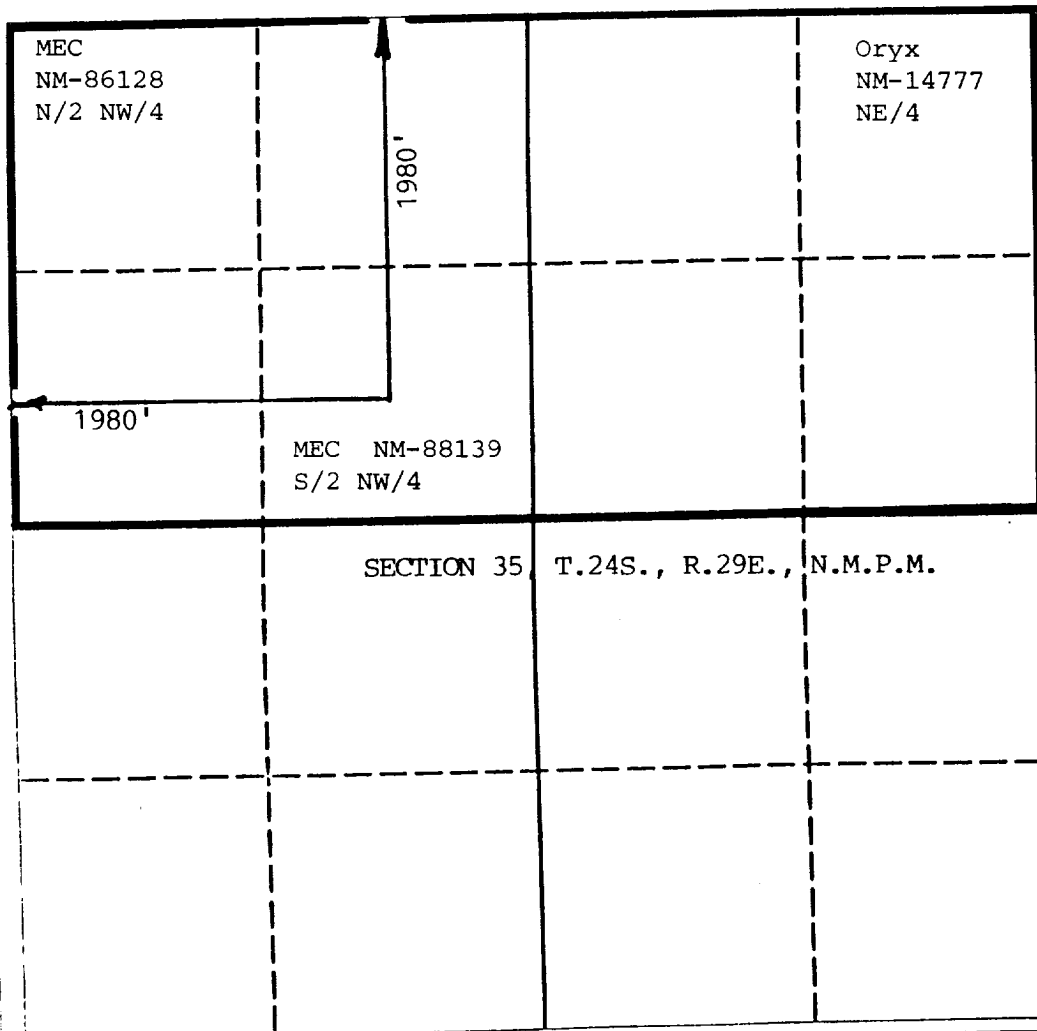 MEC
NM-86128
N/2 NW/4
Oryx
NM-14777
NE/4
1980'
1980'
MEC NM-88139
S/2 NW/4
SECTION 35, T.24S., R.29E., N.M.P.M.